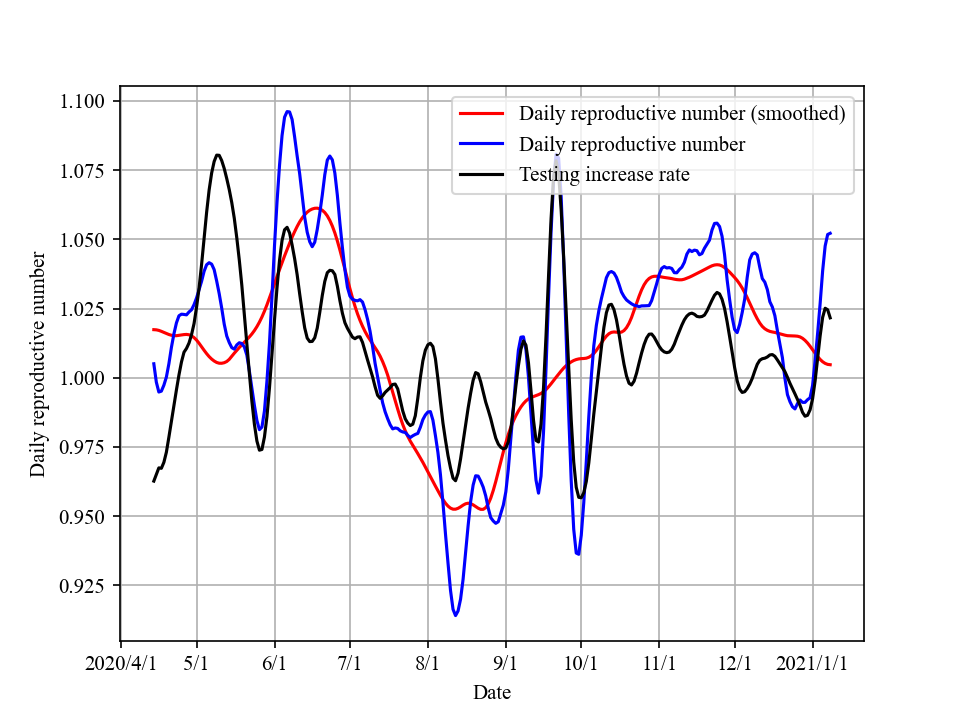 Daily reproductive number (smoothed)
Daily reproductive number
Testing increase rate
1.100
1.075
1.050
1.025
1.000
0.975
0.950
0.925
Daily reproductive number
2020/4/1 5/1 6/1 7/1 8/1 9/1 10/1 11/1 12/1 2021/1/1
Date